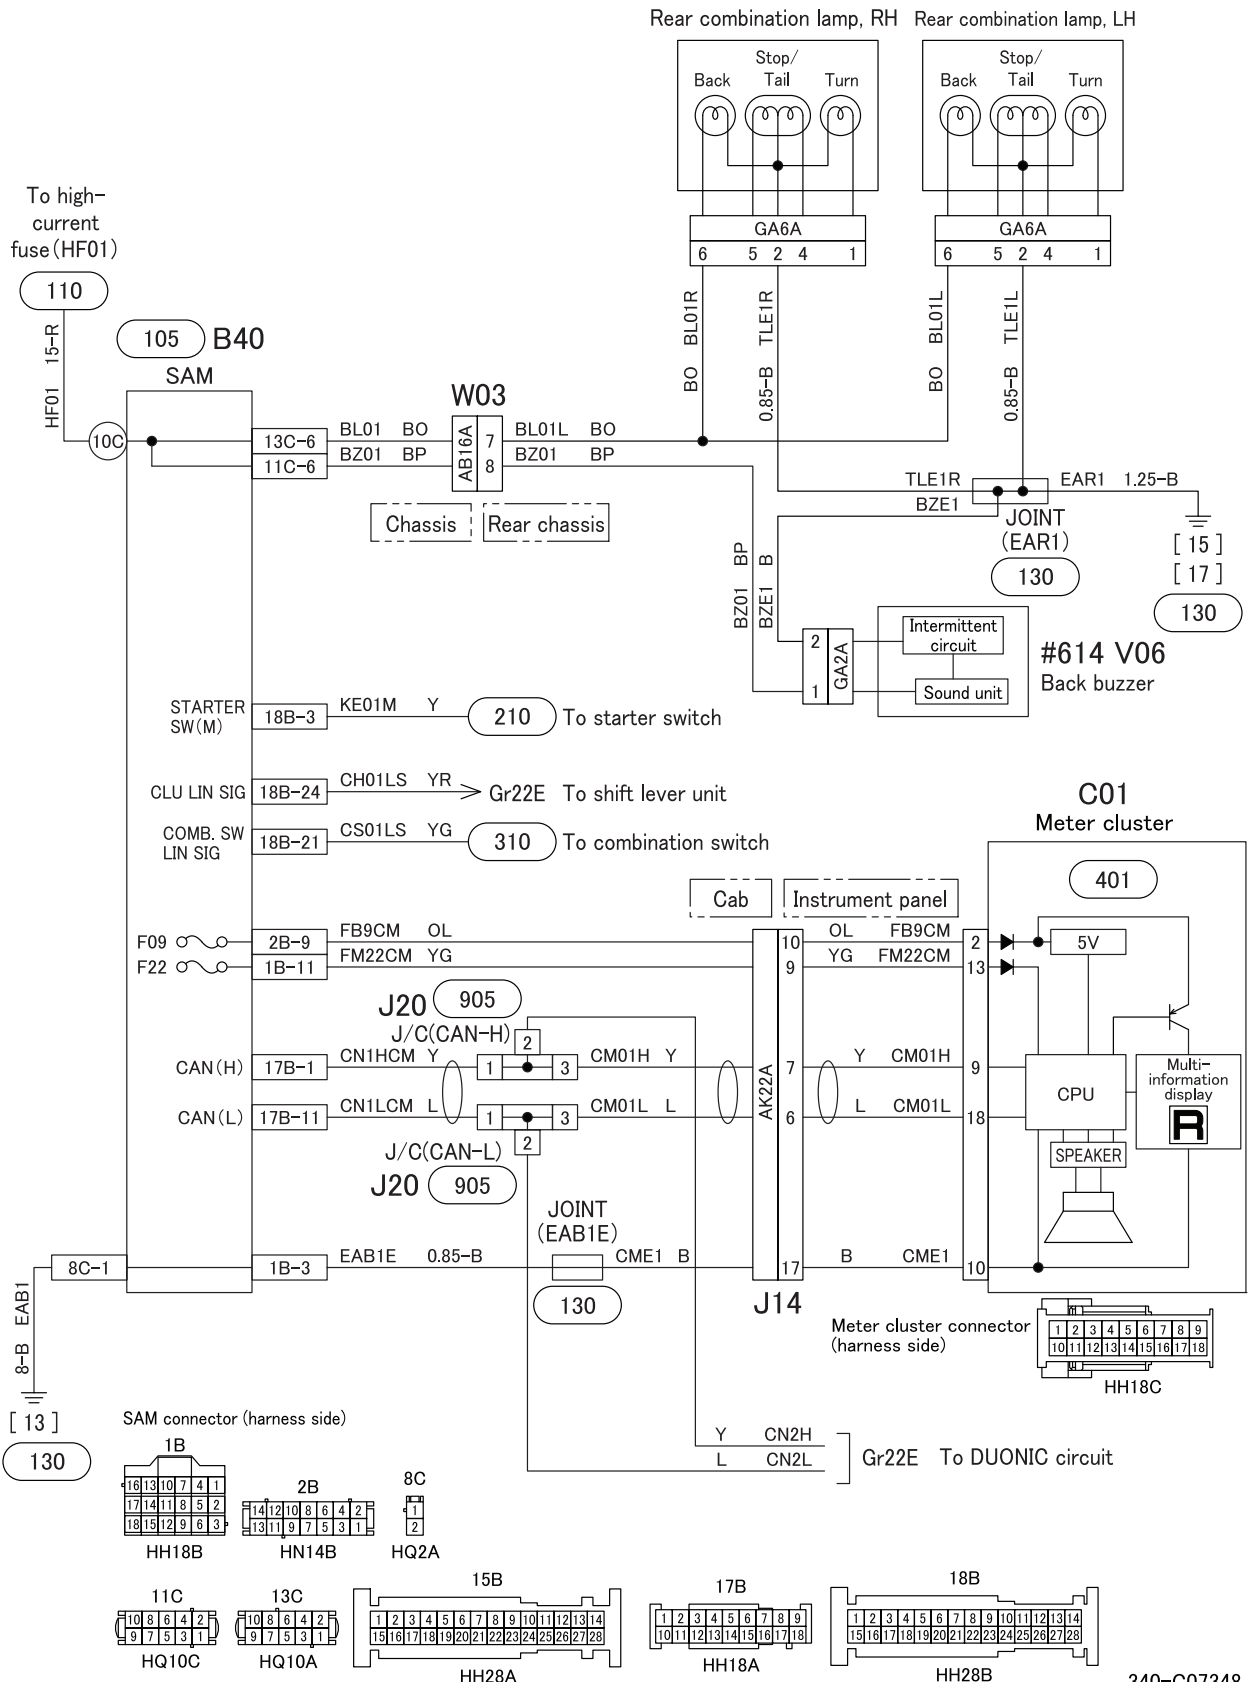 Rear combination lamp, RH Rear combination lamp, LH
Stop/
Tail
Back
Turn
Stop/
Tail
Back
Turn
GA6A
6 5 2 4 1
GA6A
6 5 2 4 1
To high-
current
fuse(HF01)
110
HF01 15-R
105 B40
SAM
10C
BO BL01R
0.85-B TLE1R
BO BL01L
0.85-B TLE1L
W03
AB16A
13C-6 BL01 BO 7 BL01L BO
11C-6 BZ01 BP 8 BZ01 BP
Chassis Rear chassis
TLE1R EAR1 1.25-B
BZE1
JOINT
(EAR1)
130
[ 15 ]
[ 17 ]
130
BZ01 BP
BZE1 B
2
1
GA2A
Intermittent
circuit
Sound unit
#614 V06
Back buzzer
STARTER
SW(M)
18B-3 KE01M Y 210 To starter switch
CLU LIN SIG 18B-24 CH01LS YR Gr22E To shift lever unit
COMB. SW
LIN SIG
18B-21 CS01LS YG 310 To combination switch
C01
Meter cluster
401
Cab Instrument panel
F09 2B-9 FB9CM OL 10 OL FB9CM 2 5V
F22 1B-11 FM22CM YG 9 YG FM22CM 13
J20 905
J/C(CAN-H)
2
CAN(H) 17B-1 CN1HCM Y 1 3 CM01H Y 7 Y CM01H 9
AK22A
CPU
Multi-
information
display
R
CAN(L) 17B-11 CN1LCM L 1 3 CM01L L 6 L CM01L 18
2
J/C(CAN-L)
J20 905
SPEAKER
JOINT
(EAB1E)
8C-1 1B-3 EAB1E 0.85-B CME1 B 17 B CME1 10
130
J14
8-B EAB1
[ 13 ]
130
Meter cluster connector
(harness side)
1 2 3 4 5 6 7 8 9
10 11 12 13 14 15 16 17 18
HH18C
Y CN2H
L CN2L
Gr22E To DUONIC circuit
SAM connector (harness side)
1B
16 13 10 7 4 1
17 14 11 8 5 2
18 15 12 9 6 3
HH18B
2B
14 12 10 8 6 4 2
13 11 9 7 5 3 1
HN14B
8C
1
2
HQ2A
11C
10 8 6 4 2
9 7 5 3 1
HQ10C
13C
10 8 6 4 2
9 7 5 3 1
HQ10A
15B
1 2 3 4 5 6 7 8 9 10 11 12 13 14
15 16 17 18 19 20 21 22 23 24 25 26 27 28
HH28A
17B
1 2 3 4 5 6 7 8 9
10 11 12 13 14 15 16 17 18
HH18A
18B
1 2 3 4 5 6 7 8 9 10 11 12 13 14
15 16 17 18 19 20 21 22 23 24 25 26 27 28
HH28B
340-C07348